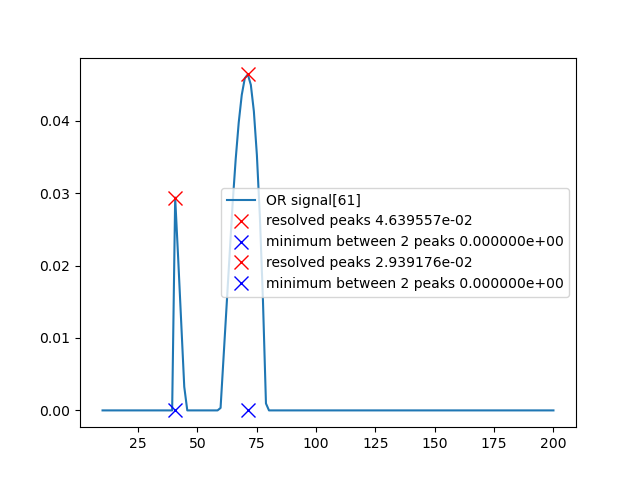 0.04
0.03
0.02
0.01
0.00
25
50
75
100
125
150
175
200
OR signal[61]
resolved peaks 4.639557e-02
minimum between 2 peaks 0.000000e+00
resolved peaks 2.939176e-02
minimum between 2 peaks 0.000000e+00